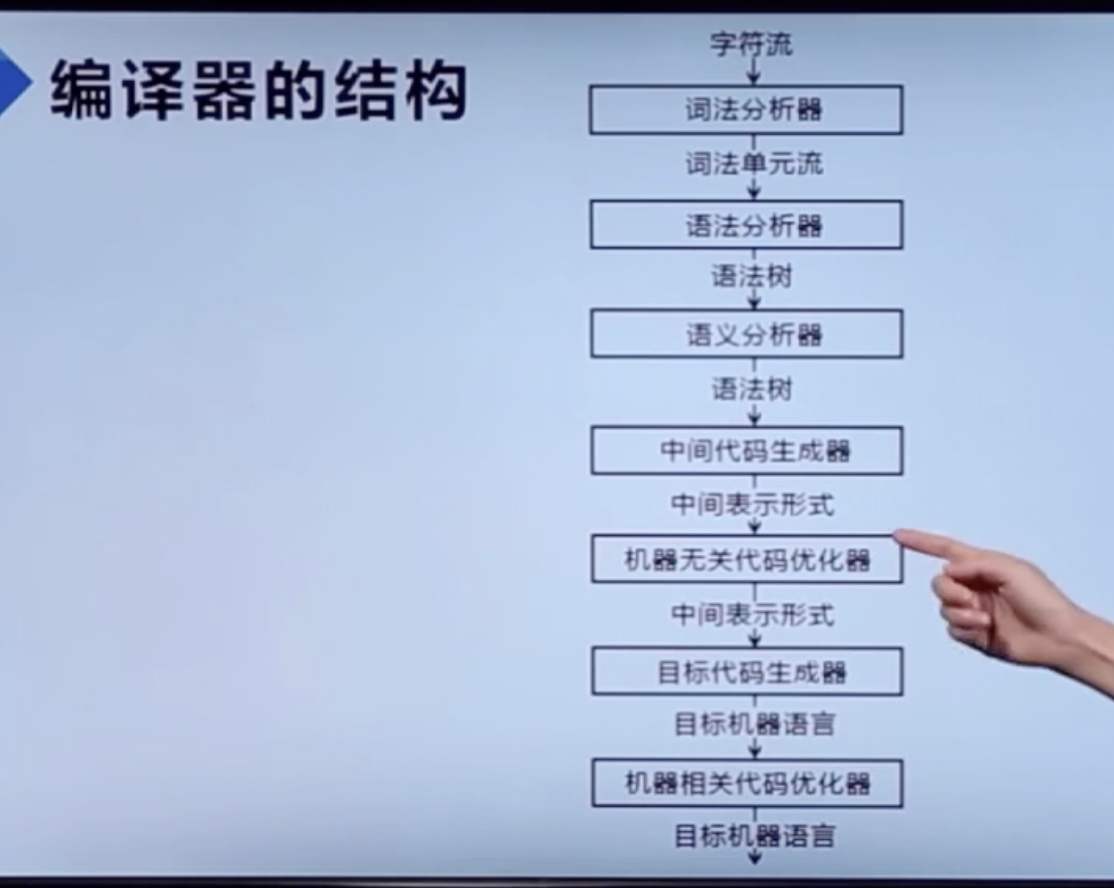 编译器的结构
字符流
词法分析器
词法单元流
语法分析器
语法树
语义分析器
语法树
中间代码生成器
中间表示形式
机器无关代码优化器
中间表示形式
目标代码生成器
目标机器语言
机器相关代码优化器
目标机器语言